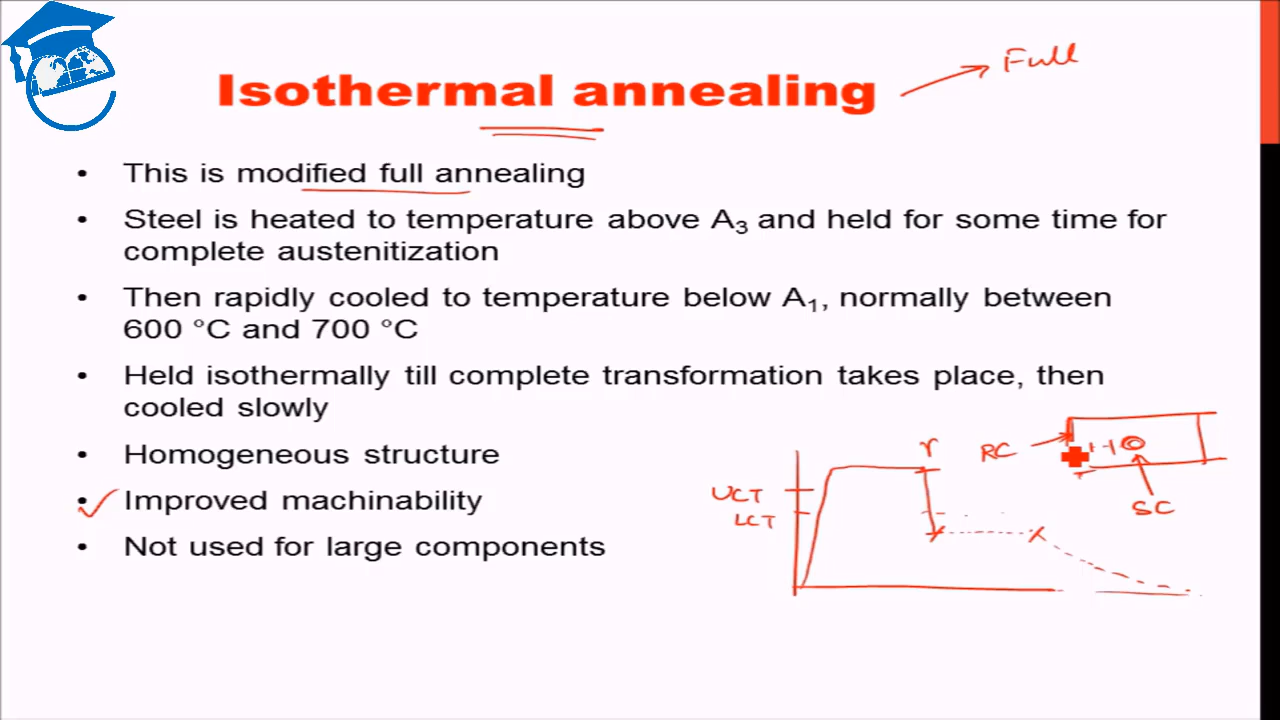 Full
Isothermal annealing
• This is modified full annealing
• Steel is heated to temperature above A₃ and held for some time for
complete austenitization
• Then rapidly cooled to temperature below A₁, normally between
600 °C and 700 °C
• Held isothermally till complete transformation takes place, then
cooled slowly
• Homogeneous structure
• Improved machinability
• Not used for large components
γ
RC
UCT
LCT
SC